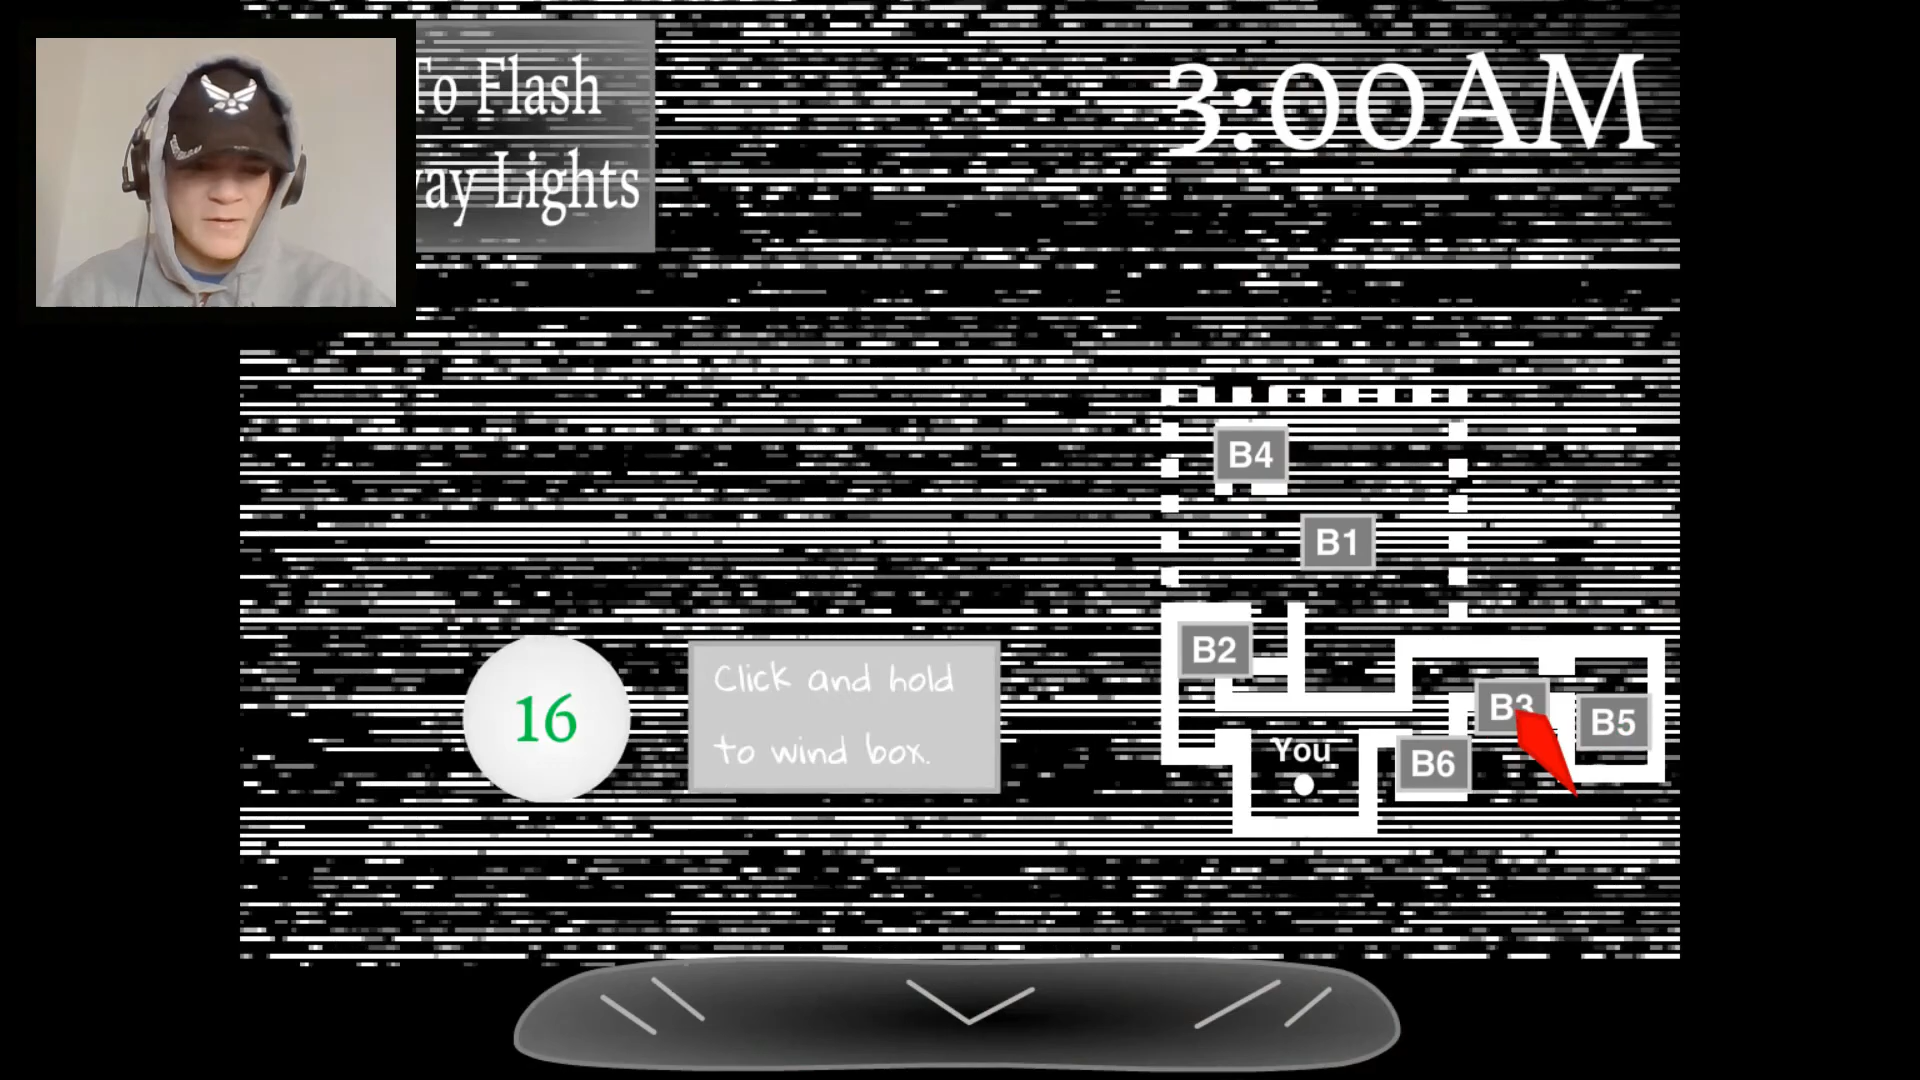 To Flash
way Lights
3:00AM
B4
B1
B2
B3
B5
You
B6
16
Click and hold
to wind box.